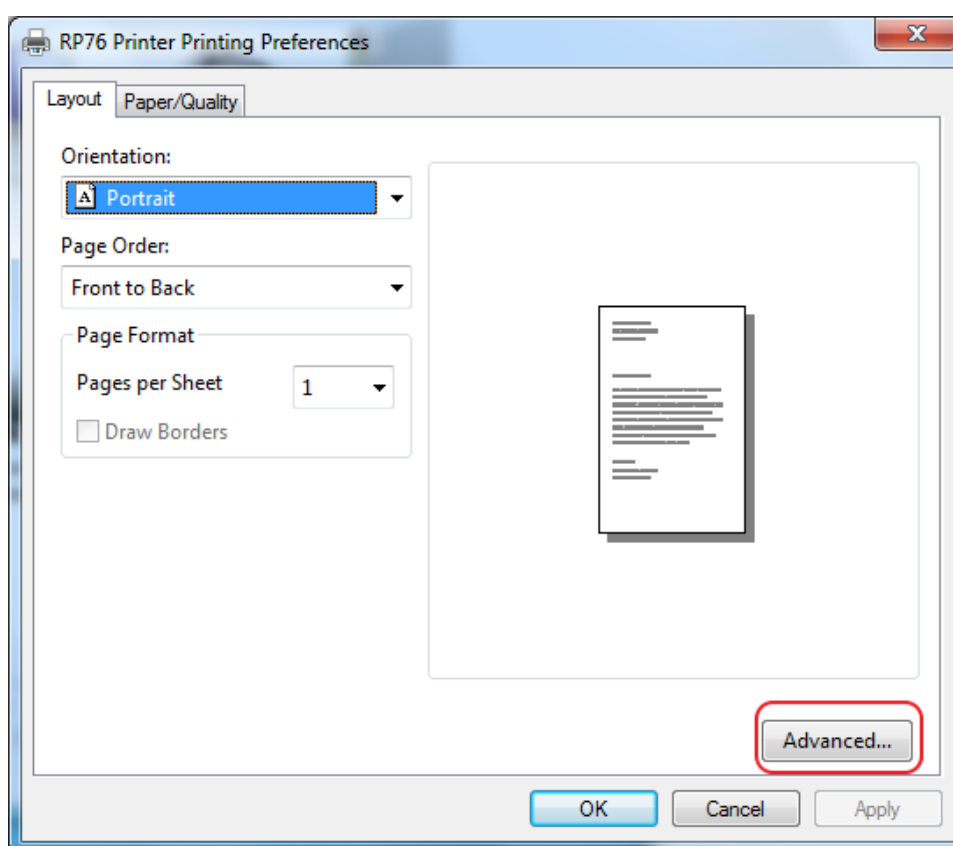 RP76 Printer Printing Preferences
Layout Paper/Quality
Orientation:
A Portrait
Page Order:
Front to Back
Page Format
Pages per Sheet 1
Draw Borders
Advanced...
OK Cancel Apply